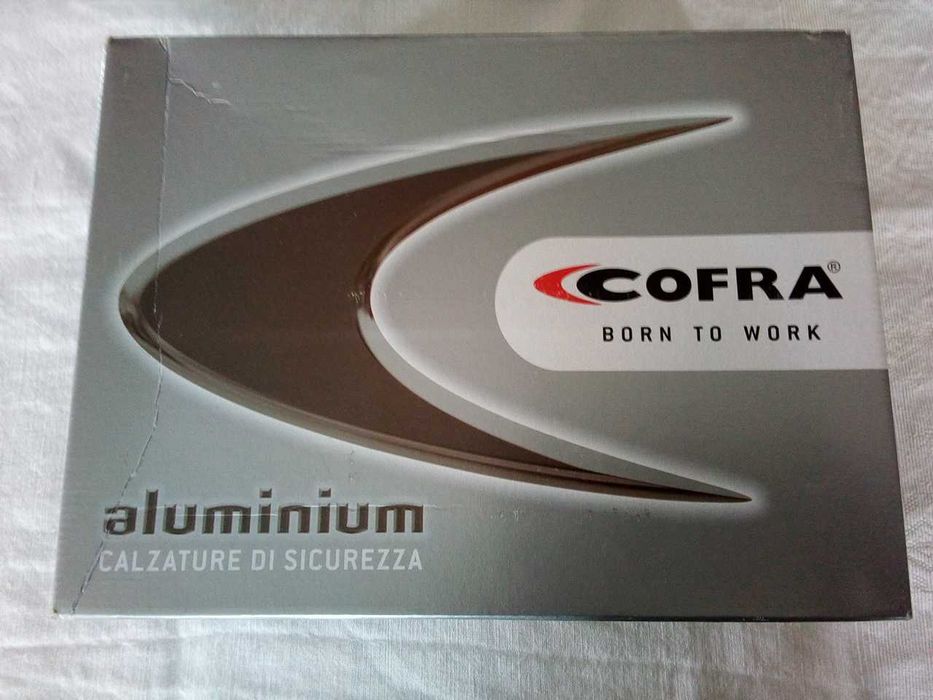 COFRA®
BORN TO WORK
aluminium
CALZATURE DI SICUREZZA